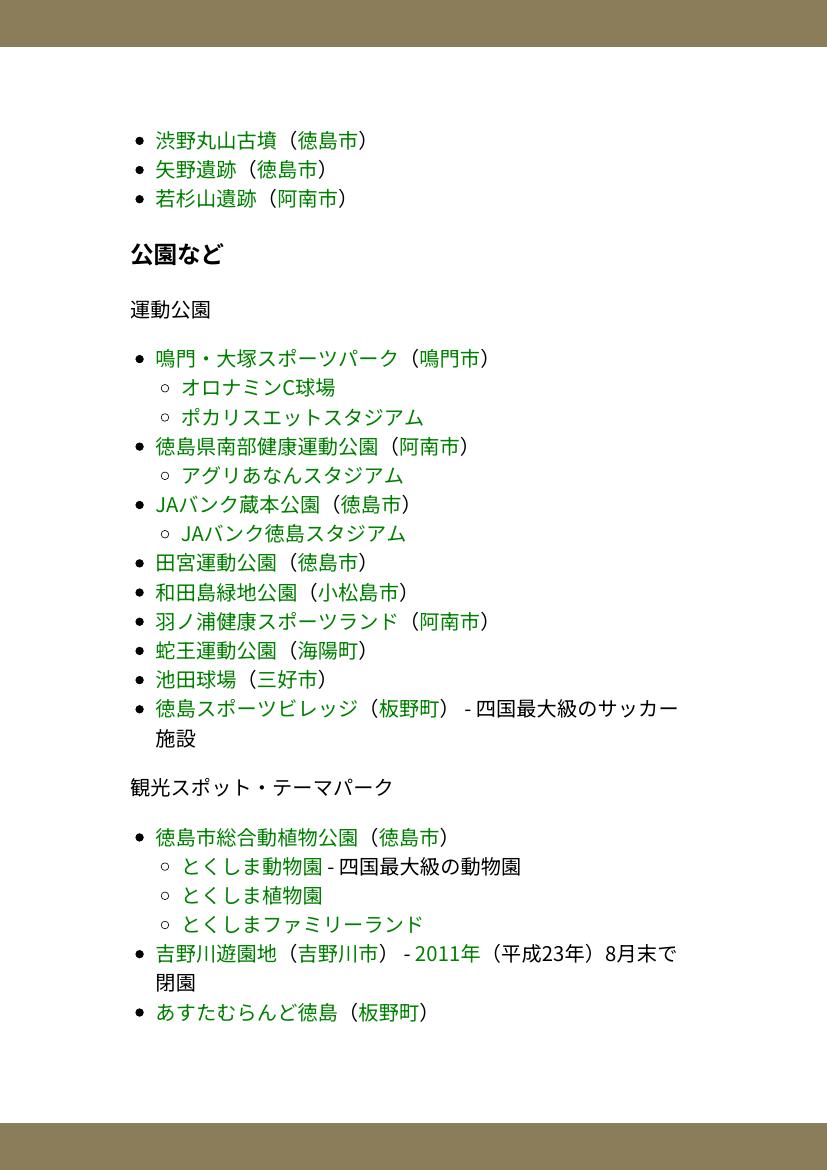 • 渋野丸山古墳（徳島市）
• 矢野遺跡（徳島市）
• 若杉山遺跡（阿南市）
公園など
運動公園
• 鳴門・大塚スポーツパーク（鳴門市）
◦ オロナミンC球場
◦ ポカリスエットスタジアム
• 徳島県南部健康運動公園（阿南市）
◦ アグリあなんスタジアム
• JAバンク蔵本公園（徳島市）
◦ JAバンク徳島スタジアム
• 田宮運動公園（徳島市）
• 和田島緑地公園（小松島市）
• 羽ノ浦健康スポーツランド（阿南市）
• 蛇王運動公園（海陽町）
• 池田球場（三好市）
• 徳島スポーツビレッジ（板野町） - 四国最大級のサッカー
施設
観光スポット・テーマパーク
• 徳島市総合動植物公園（徳島市）
◦ とくしま動物園 - 四国最大級の動物園
◦ とくしま植物園
◦ とくしまファミリーランド
• 吉野川遊園地（吉野川市） - 2011年（平成23年）8月末で
閉園
• あすたむらんど徳島（板野町）